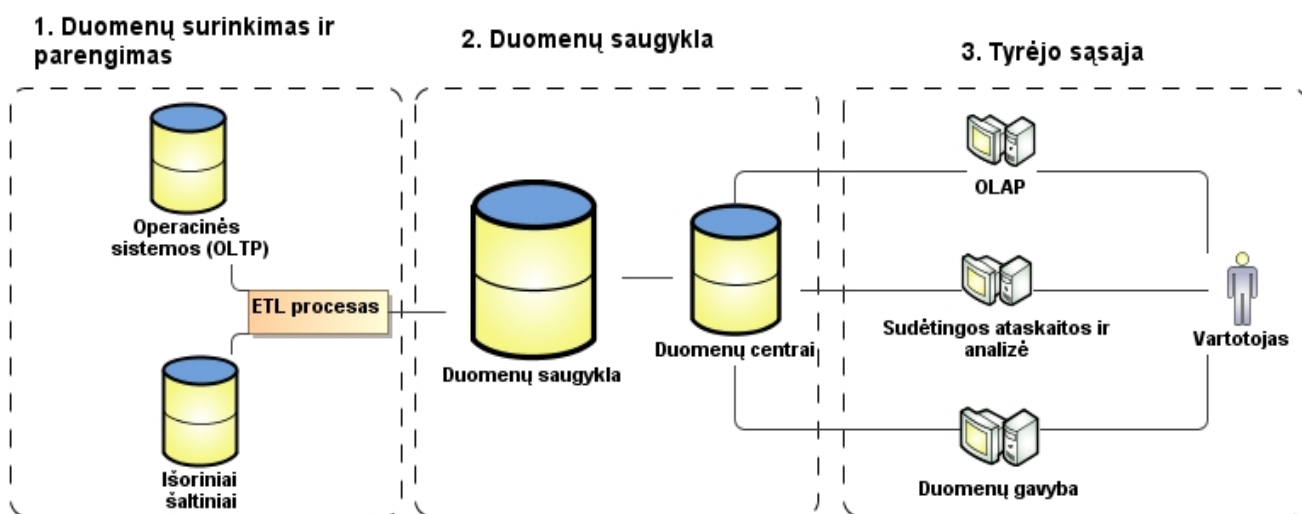 1. Duomenų surinkimas ir
parengimas
2. Duomenų saugykla
3. Tyrėjo sąsaja
Operacinės
sistemos (OLTP)
ETL procesas
Išoriniai
šaltiniai
Duomenų saugykla
Duomenų centrai
OLAP
Sudėtingos ataskaitos ir
analizė
Duomenų gavyba
Vartotojas